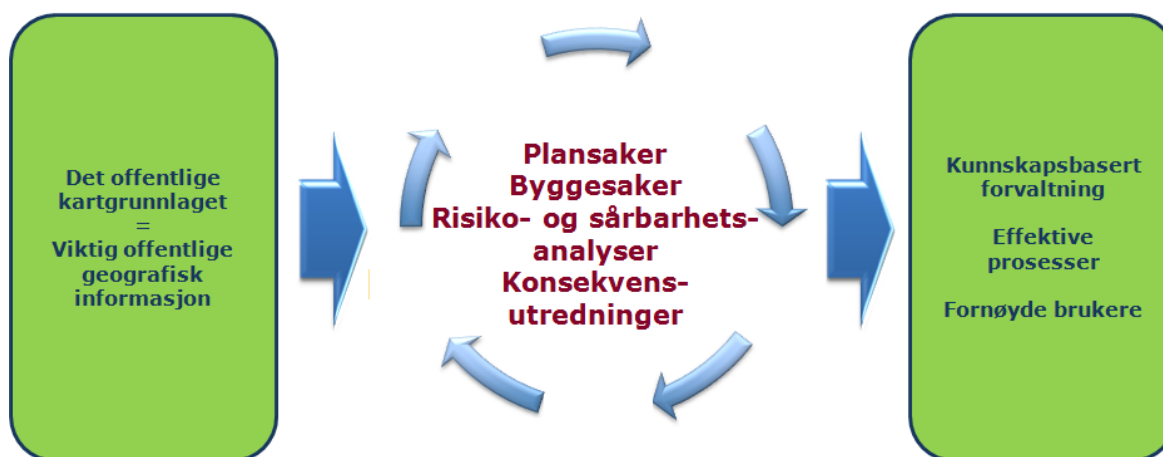 Det offentlige
kartgrunnlaget
=
Viktig offentlige
geografisk
informasjon
Plansaker
Byggesaker
Risiko- og sårbarhets-
analyser
Konsekvens-
utredninger
Kunnskapsbasert
forvaltning
Effektive
prosesser
Fornøyde brukere